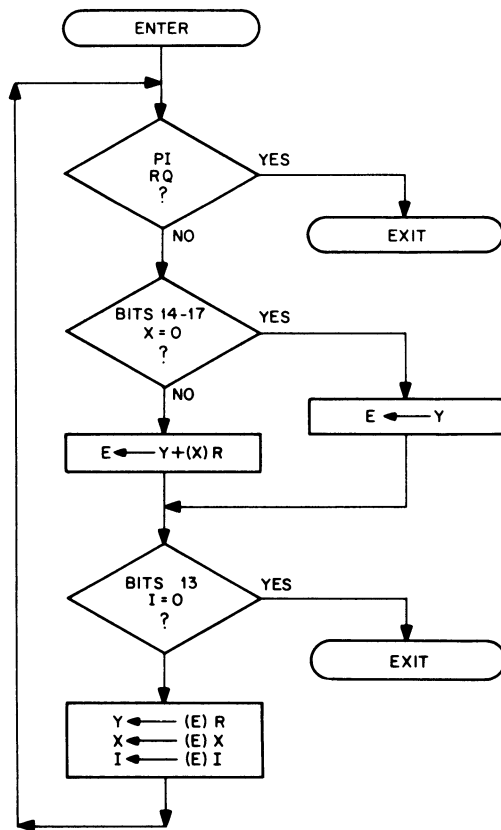 ENTER
PI
RQ
?
YES
NO
EXIT
BITS 14-17
X = 0
?
YES
NO
E ← Y
E ← Y + (X) R
BITS 13
I = 0
?
YES
EXIT
Y ← (E) R
X ← (E) X
I ← (E) I